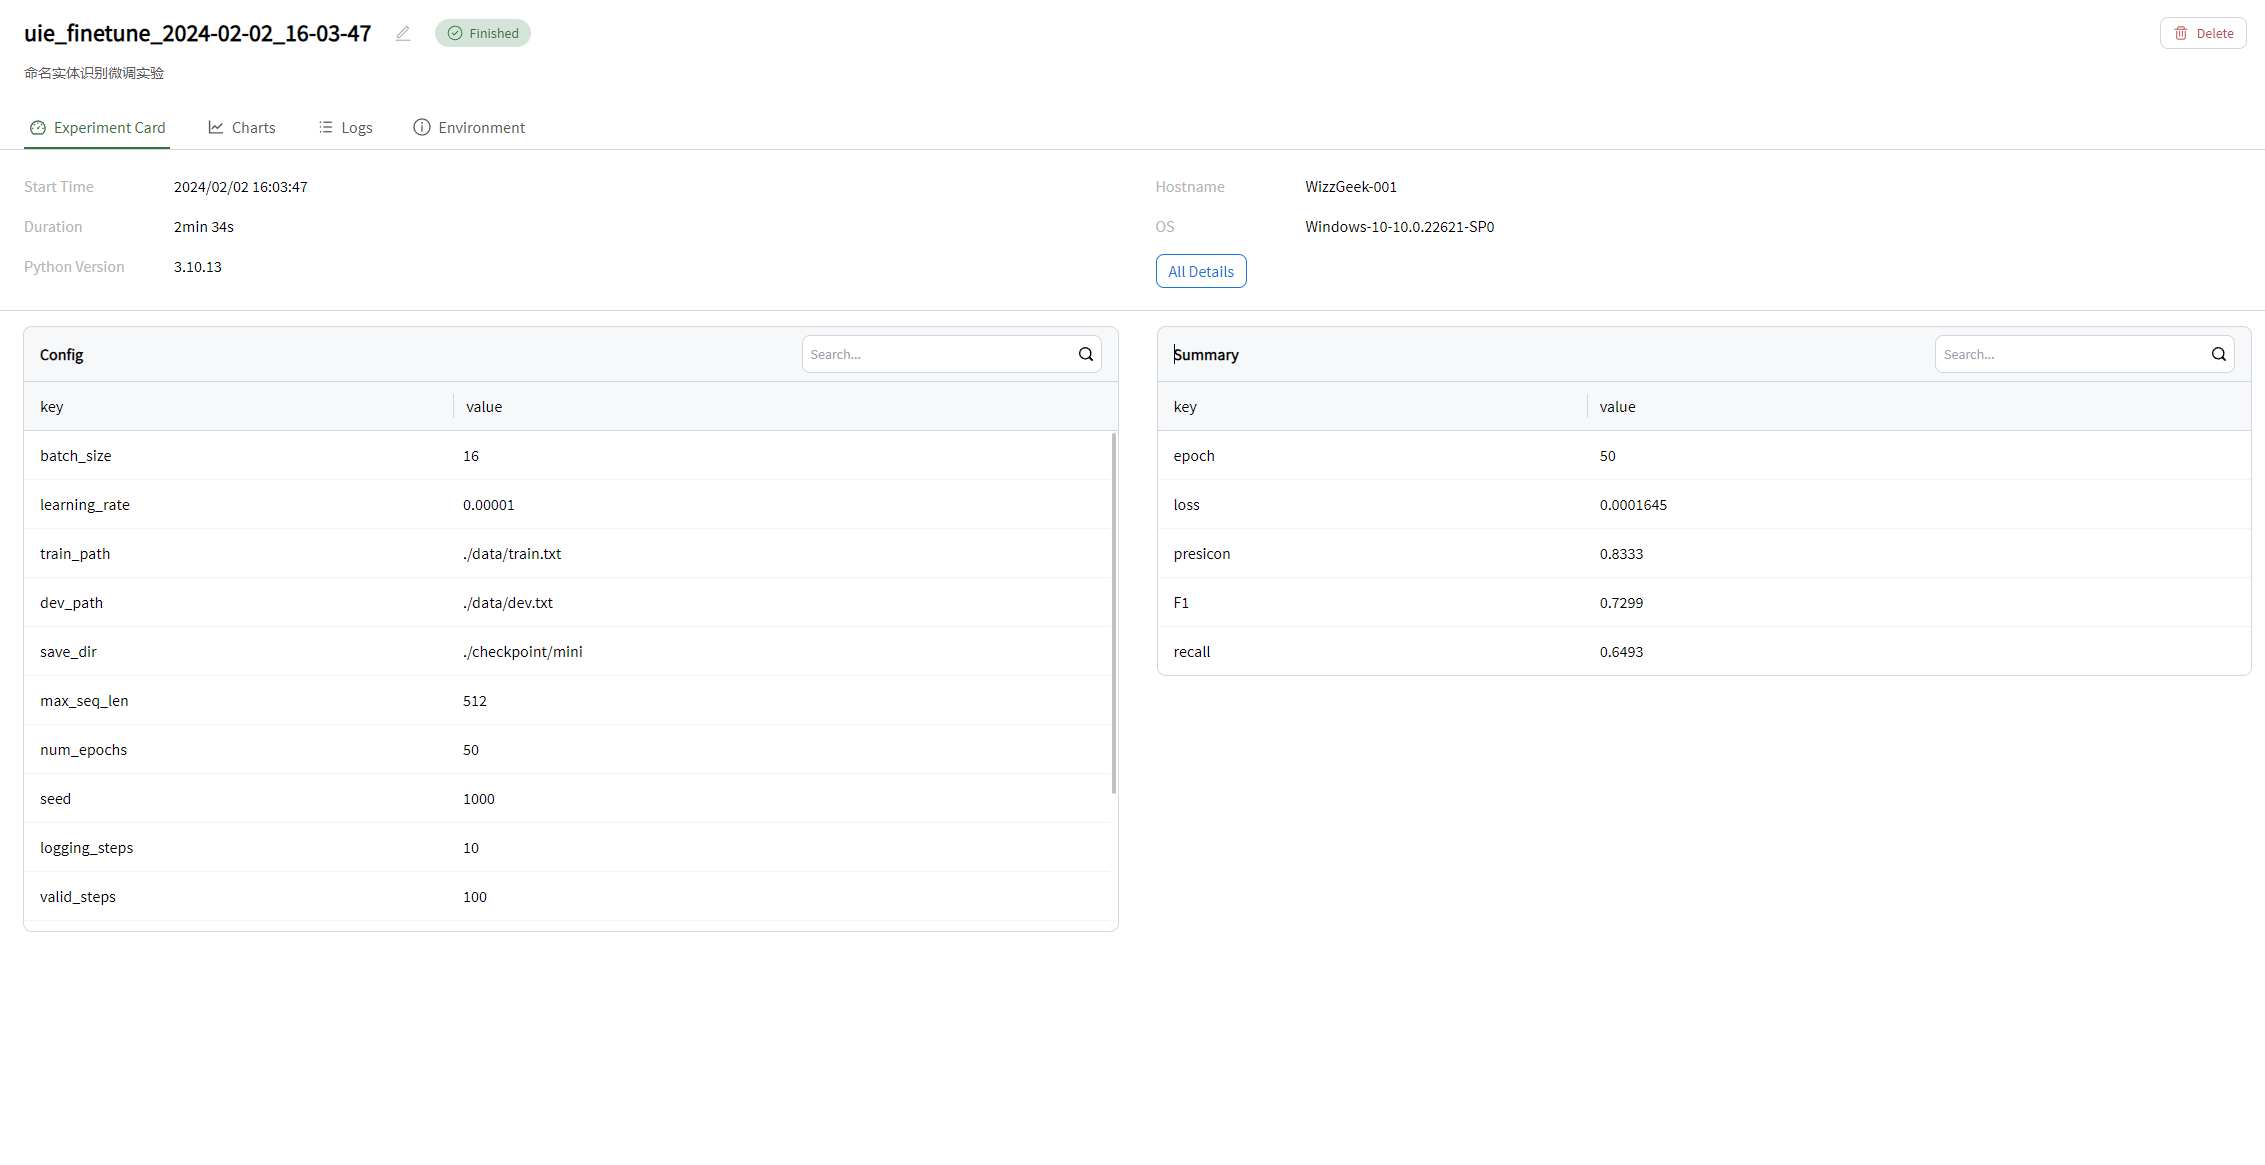 uie_finetune_2024-02-02_16-03-47 Finished Delete
命名实体识别微调实验
Experiment Card Charts Logs Environment
Start Time 2024/02/02 16:03:47 Hostname WizzGeek-001
Duration 2min 34s OS Windows-10-10.0.22621-SP0
Python Version 3.10.13 All Details
Config Search... Summary Search...
key value key value
batch_size 16 epoch 50
learning_rate 0.00001 loss 0.0001645
train_path ./data/train.txt presicon 0.8333
dev_path ./data/dev.txt F1 0.7299
save_dir ./checkpoint/mini recall 0.6493
max_seq_len 512
num_epochs 50
seed 1000
logging_steps 10
valid_steps 100